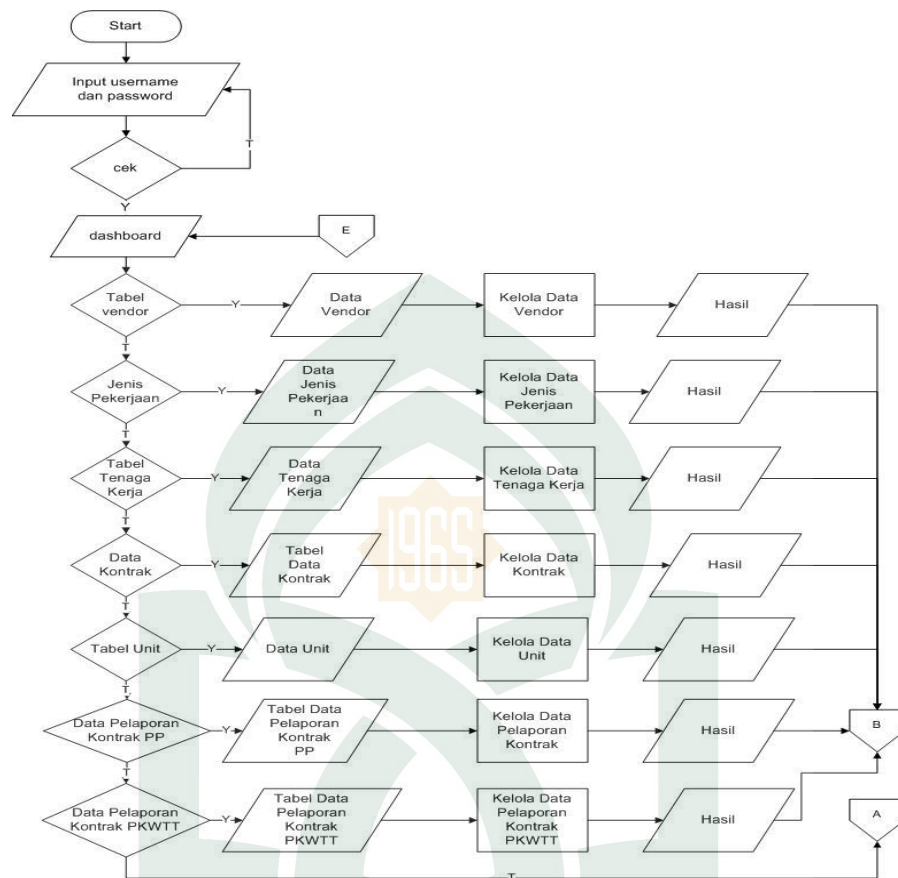 Start
Input username
dan password
T
cek
Y
dashboard
E
Tabel
vendor
Y
Data
Vendor
Kelola Data
Vendor
Hasil
T
Jenis
Pekerjaan
Y
Data
Jenis
Pekerjaa
n
Kelola Data
Jenis
Pekerjaan
Hasil
T
Tabel
Tenaga
Kerja
Y
Data
Tenaga
Kerja
Kelola Data
Tenaga Kerja
Hasil
T
Data
Kontrak
Y
Tabel
Data
Kontrak
Kelola Data
Kontrak
Hasil
1965
T
Tabel Unit
Y
Data Unit
Kelola Data
Unit
Hasil
T
Data Pelaporan
Kontrak PP
Y
Tabel Data
Pelaporan
Kontrak
PP
Kelola Data
Pelaporan
Kontrak
Hasil
B
T
Data Pelaporan
Kontrak PKWTT
Y
Tabel Data
Pelaporan
Kontrak
PKWTT
Kelola Data
Pelaporan
Kontrak
PKWTT
Hasil
A
T